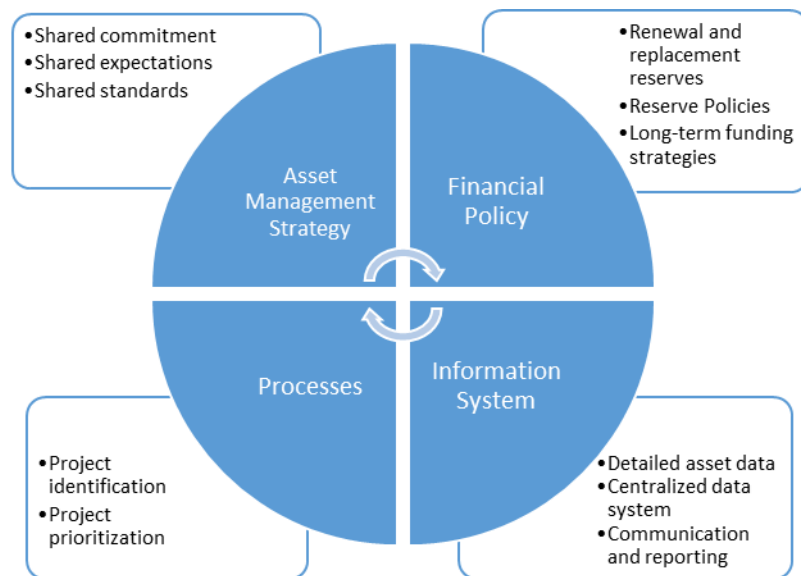 •Shared commitment
•Shared expectations
•Shared standards
•Renewal and
replacement
reserves
•Reserve Policies
•Long-term funding
strategies
Asset
Management
Strategy
Financial
Policy
Processes
Information
System
•Project
identification
•Project
prioritization
•Detailed asset data
•Centralized data
system
•Communication
and reporting